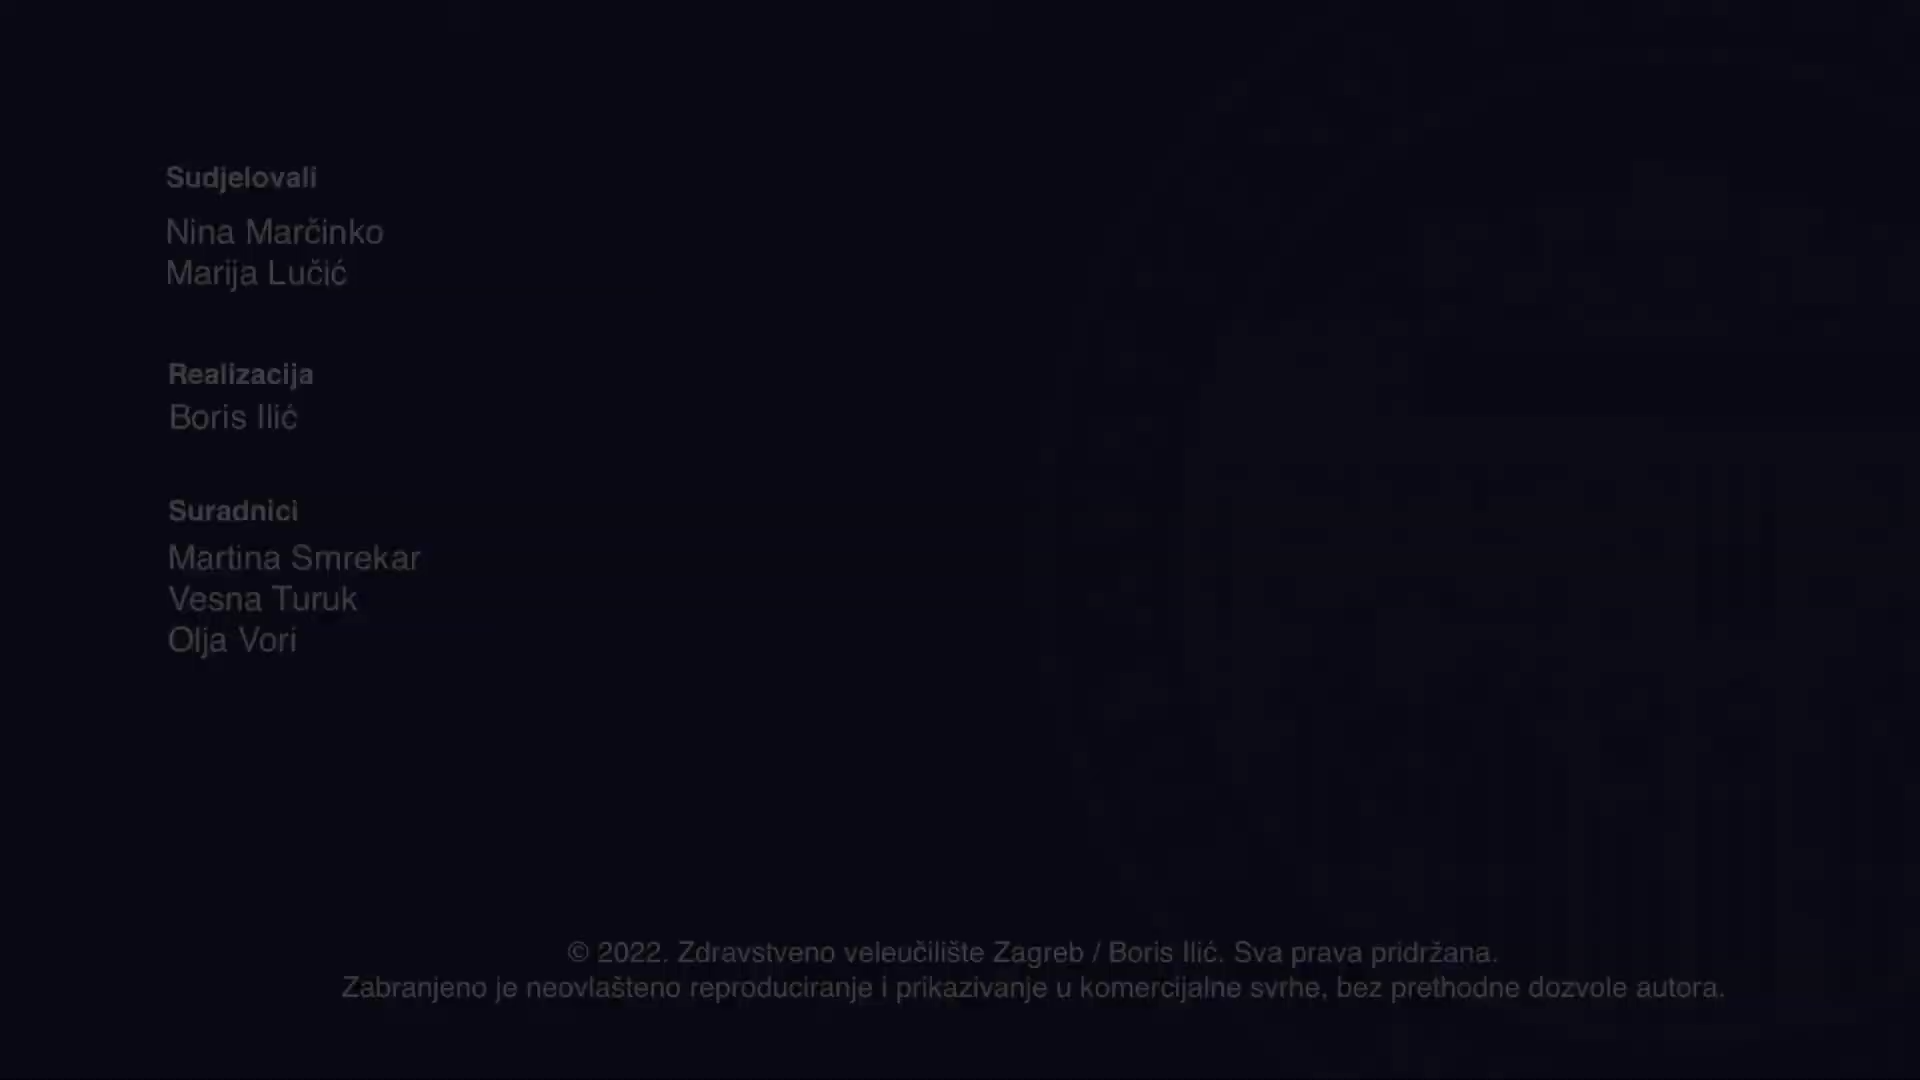 Sudjelovali
Nina Marčinko
Marija Lučić
Realizacija
Boris Ilić
Suradnici
Martina Smrekar
Vesna Turuk
Olja Vori
© 2022. Zdravstveno veleučilište Zagreb / Boris Ilić. Sva prava pridržana.
Zabranjeno je neovlašteno reproduciranje i prikazivanje u komercijalne svrhe, bez prethodne dozvole autora.